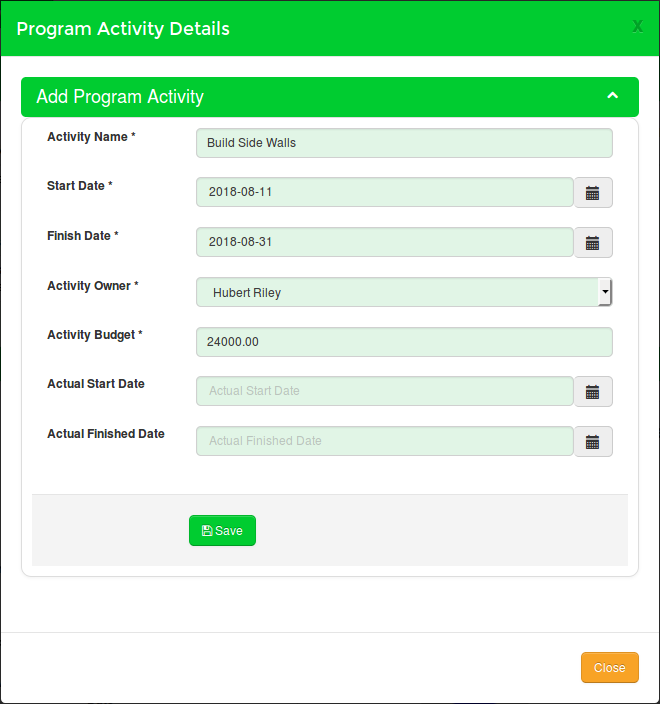 Program Activity Details
X
Add Program Activity
Activity Name *
Build Side Walls
Start Date *
2018-08-11
Finish Date *
2018-08-31
Activity Owner *
Hubert Riley
Activity Budget *
24000.00
Actual Start Date
Actual Start Date
Actual Finished Date
Actual Finished Date
Save
Close